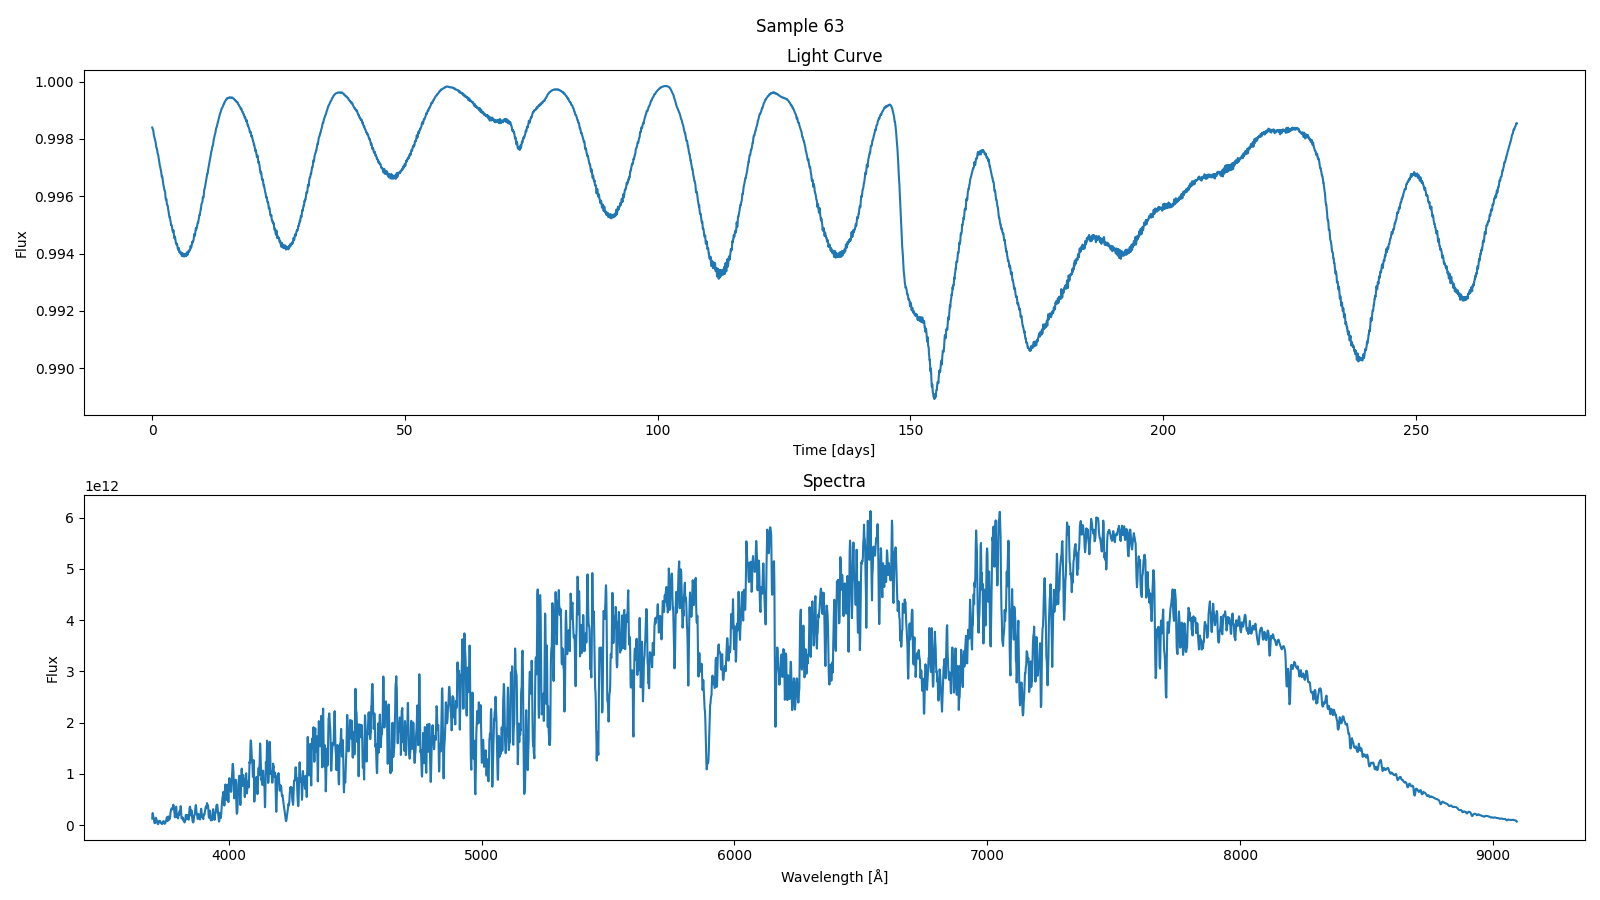 Sample 63
Light Curve
1.000
0.998
0.996
0.994
0.992
0.990
Flux
0 50 100 150 200 250
Time [days]
Spectra
1e12
6
5
4
3
2
1
0
Flux
4000 5000 6000 7000 8000 9000
Wavelength [Å]